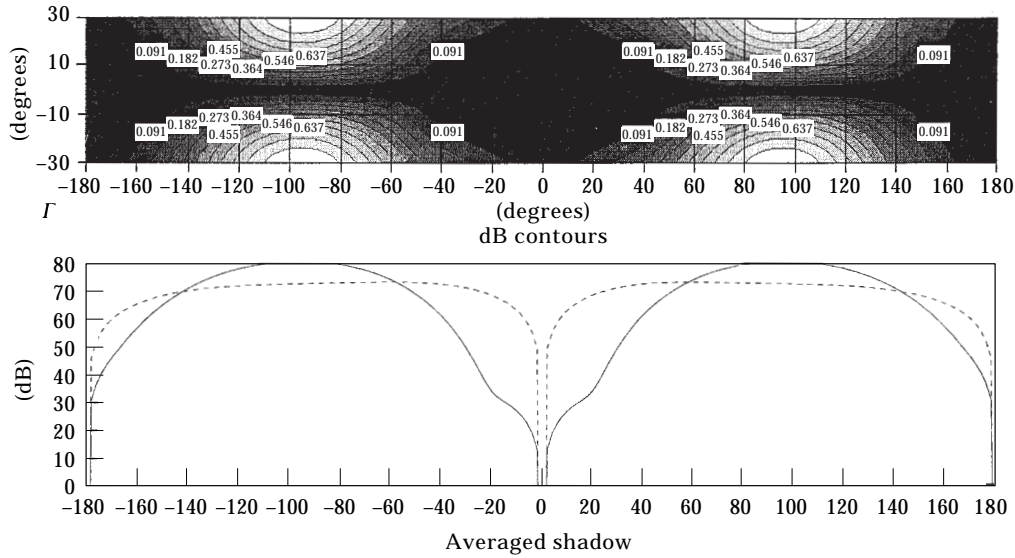 30
10
−10
−30
(degrees)
0.091 0.182 0.273 0.455 0.364 0.546 0.637 0.091 0.091 0.182 0.273 0.455 0.364 0.546 0.637 0.091
0.091 0.182 0.273 0.455 0.364 0.546 0.637 0.091 0.091 0.182 0.273 0.455 0.364 0.546 0.637 0.091
−180 −140 −120 −100 −80 −60 −40 −20 0 20 40 60 80 100 120 140 160 180
Γ
(degrees)
dB contours
80
70
60
50
40
30
20
10
0
(dB)
−180 −160 −140 −120 −100 −80 −60 −40 −20 0 20 40 60 80 100 120 140 160 180
Averaged shadow